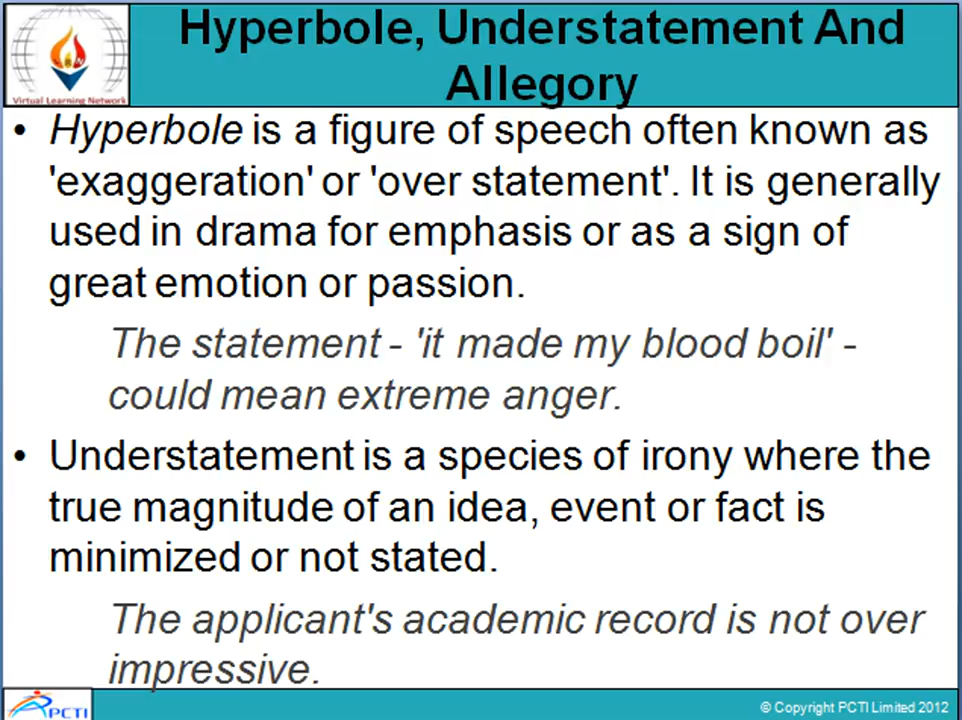 Hyperbole, Understatement And
Allegory
Virtual Learning Network
• Hyperbole is a figure of speech often known as
'exaggeration' or 'over statement'. It is generally
used in drama for emphasis or as a sign of
great emotion or passion.
The statement - 'it made my blood boil' -
could mean extreme anger.
• Understatement is a species of irony where the
true magnitude of an idea, event or fact is
minimized or not stated.
The applicant's academic record is not over
impressive.
PCTI
© Copyright PCTI Limited 2012